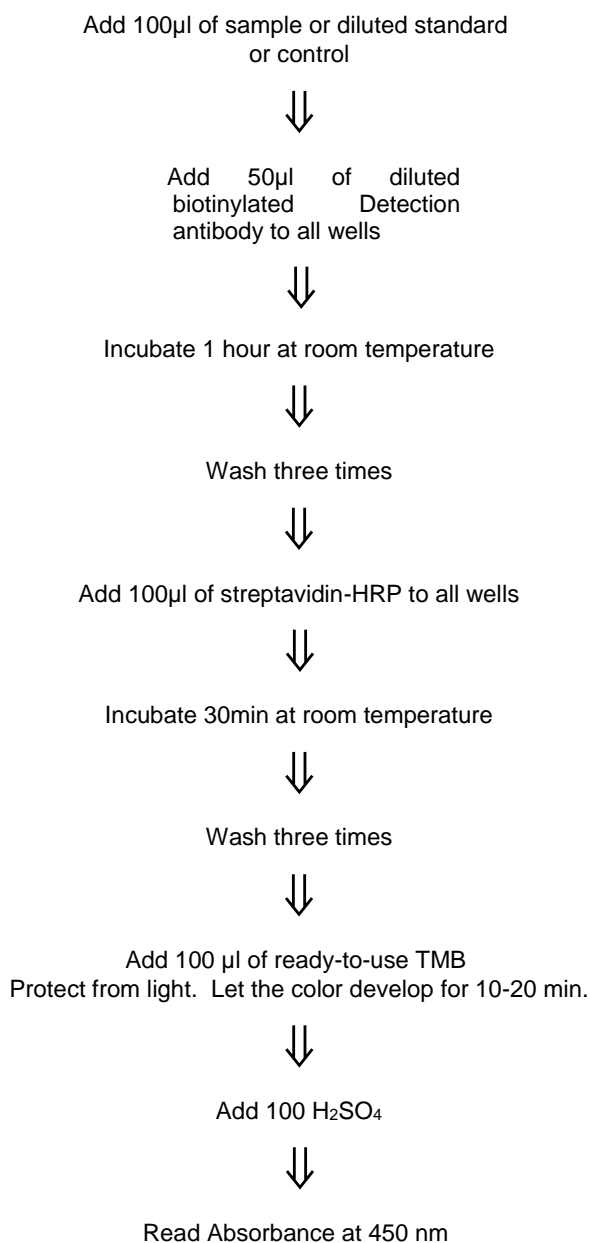 Add 100µl of sample or diluted standard
or control
⇓
Add 50µl of diluted
biotinylated Detection
antibody to all wells
⇓
Incubate 1 hour at room temperature
⇓
Wash three times
⇓
Add 100µl of streptavidin-HRP to all wells
⇓
Incubate 30min at room temperature
⇓
Wash three times
⇓
Add 100 µl of ready-to-use TMB
Protect from light. Let the color develop for 10-20 min.
⇓
Add 100 H₂SO₄
⇓
Read Absorbance at 450 nm